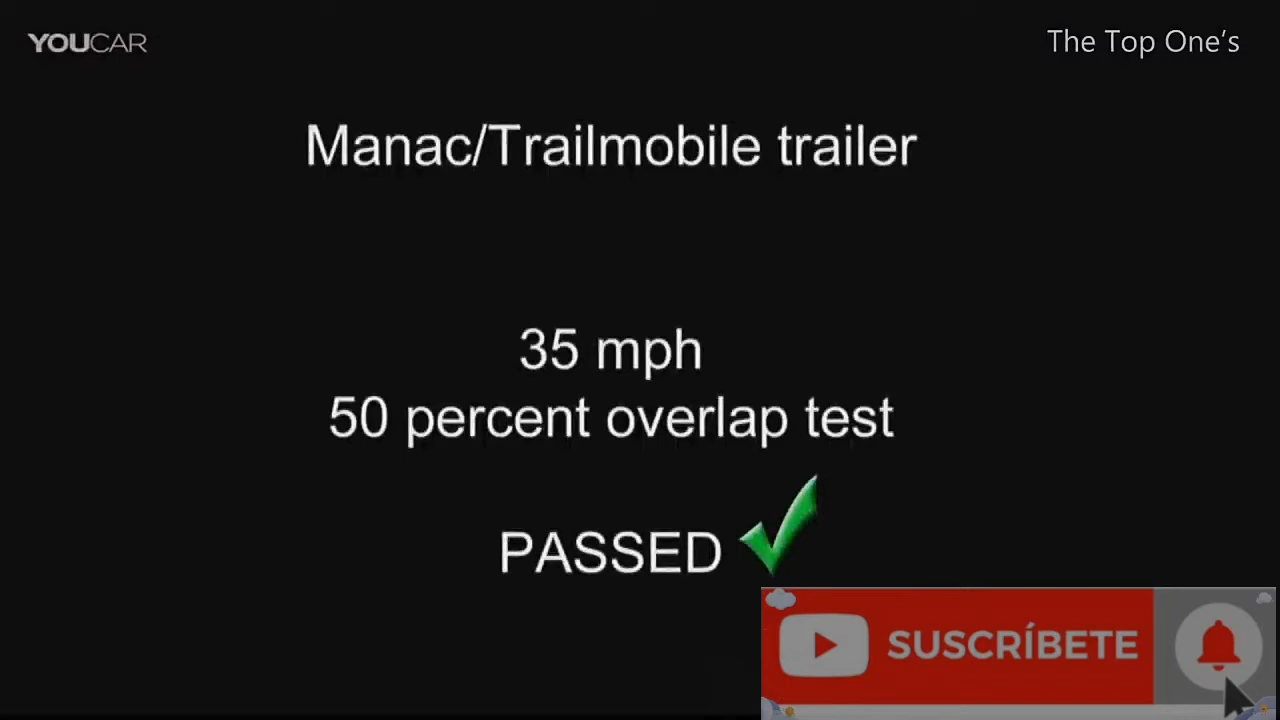 YOUCAR
The Top One's
Manac/Trailmobile trailer
35 mph
50 percent overlap test
PASSED
SUSCRÍBETE